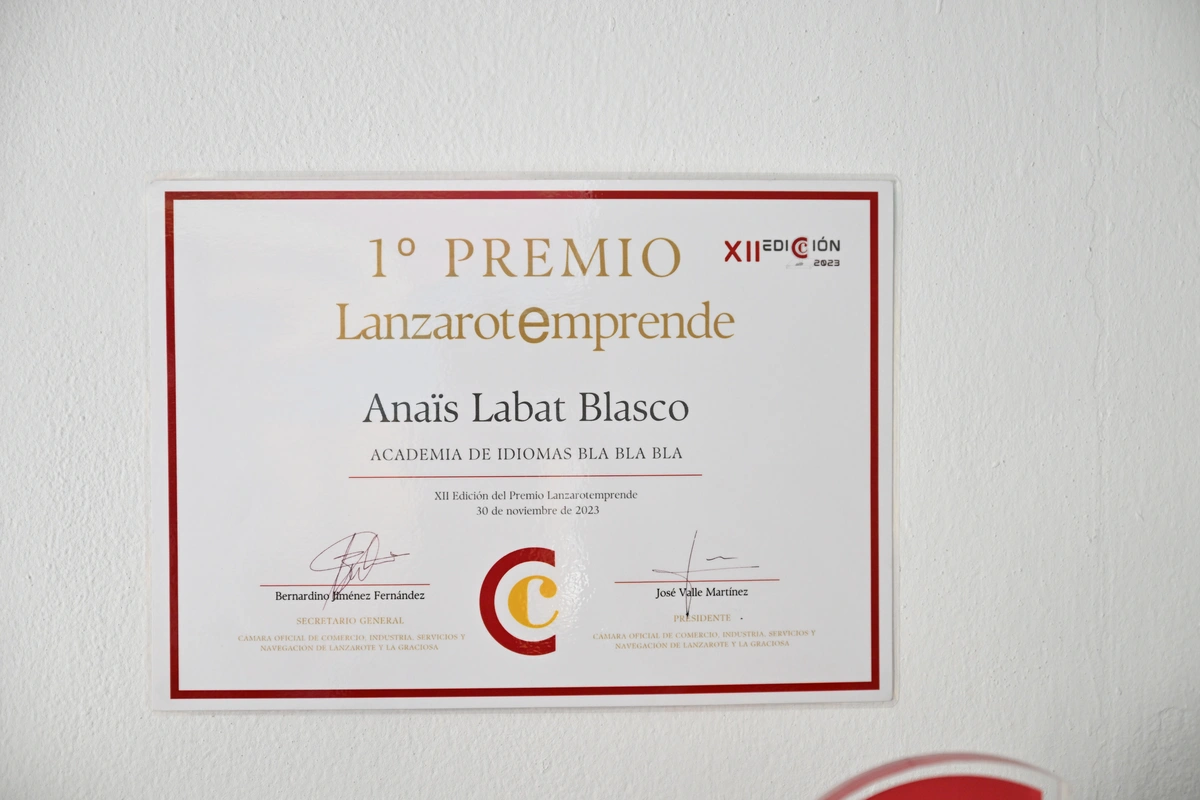 1º PREMIO
XII EDICIÓN
2023
Lanzarotemprende
Anaïs Labat Blasco
ACADEMIA DE IDIOMAS BLA BLA BLA
XII Edición del Premio Lanzarotemprende
30 de noviembre de 2023
Bernardino Jiménez Fernández
SECRETARIO GENERAL
CÁMARA OFICIAL DE COMERCIO, INDUSTRIA, SERVICIOS Y
NAVEGACIÓN DE LANZAROTE Y LA GRACIOSA
José Valle Martínez
PRESIDENTE
CÁMARA OFICIAL DE COMERCIO, INDUSTRIA, SERVICIOS Y
NAVEGACIÓN DE LANZAROTE Y LA GRACIOSA